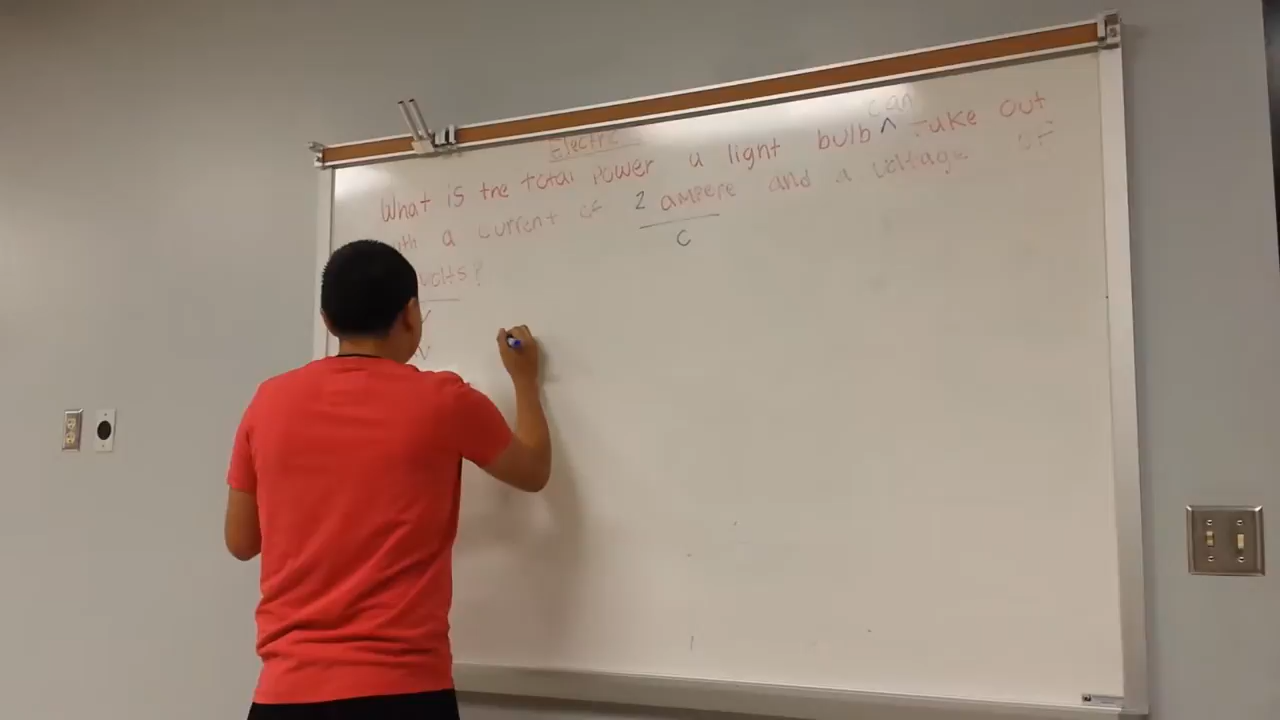 Electric
What is the total Power a light bulb can ^ Take out
with a current of 2 ampere and a voltage of
volts?
C
V